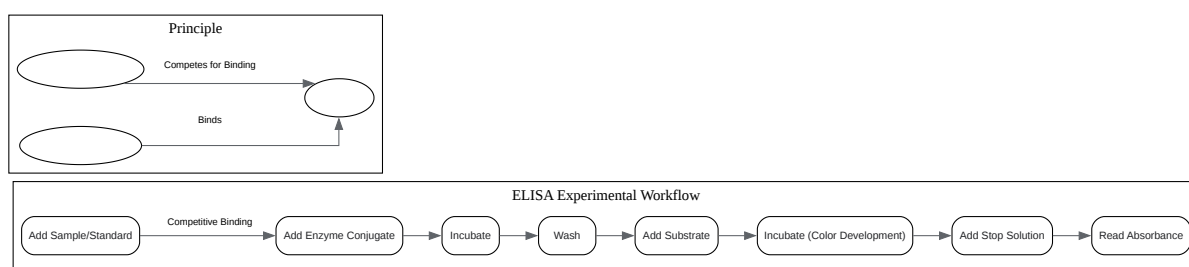 Principle
Competes for Binding
Binds
ELISA Experimental Workflow
Add Sample/Standard
Competitive Binding
Add Enzyme Conjugate
Incubate
Wash
Add Substrate
Incubate (Color Development)
Add Stop Solution
Read Absorbance